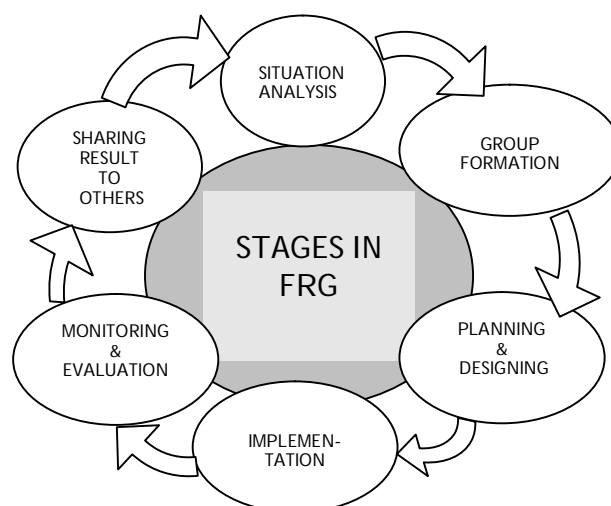 SITUATION
ANALYSIS
GROUP
FORMATION
PLANNING
&
DESIGNING
IMPLEMEN-
TATION
MONITORING
&
EVALUATION
SHARING
RESULT
TO
OTHERS
STAGES IN
FRG